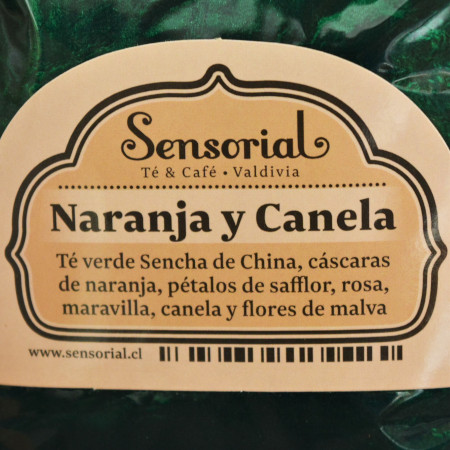 Sensorial
Té & Café • Valdivia
Naranja y Canela
Té verde Sencha de China, cáscaras
de naranja, pétalos de safflor, rosa,
maravilla, canela y flores de malva
www.sensorial.cl